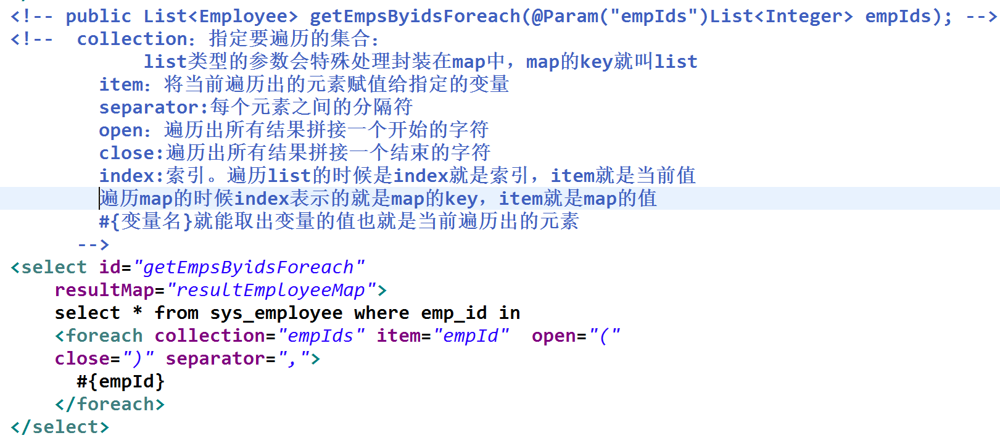 <!-- public List<Employee> getEmpsByidsForeach(@Param("empIds")List<Integer> empIds); -->
<!--  collection：指定要遍历的集合：
list类型的参数会特殊处理封装在map中，map的key就叫list
item：将当前遍历出的元素赋值给指定的变量
separator:每个元素之间的分隔符
open：遍历出所有结果拼接一个开始的字符
close:遍历出所有结果拼接一个结束的字符
index:索引。遍历list的时候是index就是索引，item就是当前值
遍历map的时候index表示的就是map的key，item就是map的值
#{变量名}就能取出变量的值也就是当前遍历出的元素
-->
<select id="getEmpsByidsForeach"
resultMap="resultEmployeeMap">
select * from sys_employee where emp_id in
<foreach collection="empIds" item="empId"  open="("
close=")" separator=",">
#{empId}
</foreach>
</select>